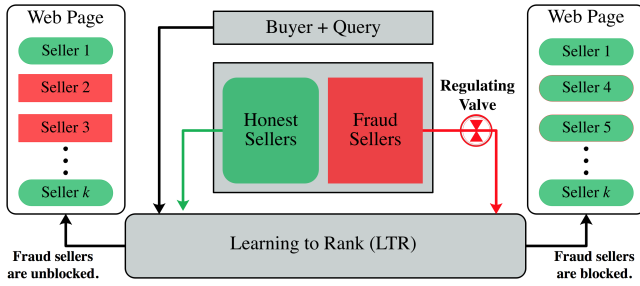 Web Page
Seller 1
Seller 2
Seller 3
Seller k
Fraud sellers
are unblocked.
Buyer + Query
Honest
Sellers
Fraud
Sellers
Regulating
Valve
Learning to Rank (LTR)
Web Page
Seller 1
Seller 4
Seller 5
Seller k
Fraud sellers
are blocked.